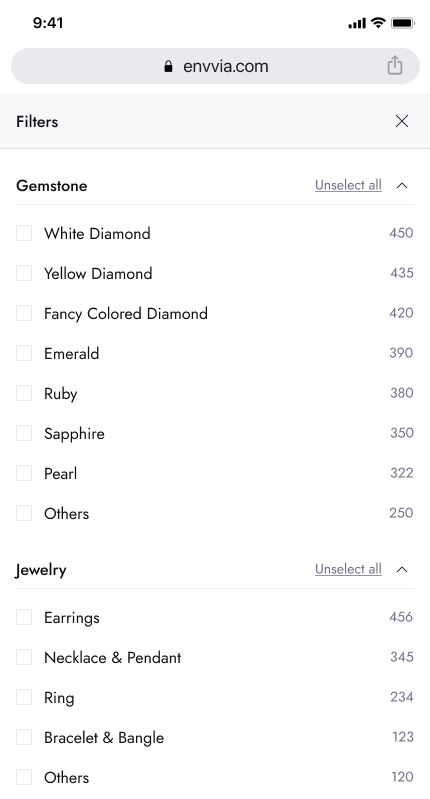 9:41
envvia.com
Filters
Gemstone Unselect all
White Diamond 450
Yellow Diamond 435
Fancy Colored Diamond 420
Emerald 390
Ruby 380
Sapphire 350
Pearl 322
Others 250
Jewelry Unselect all
Earrings 456
Necklace & Pendant 345
Ring 234
Bracelet & Bangle 123
Others 120